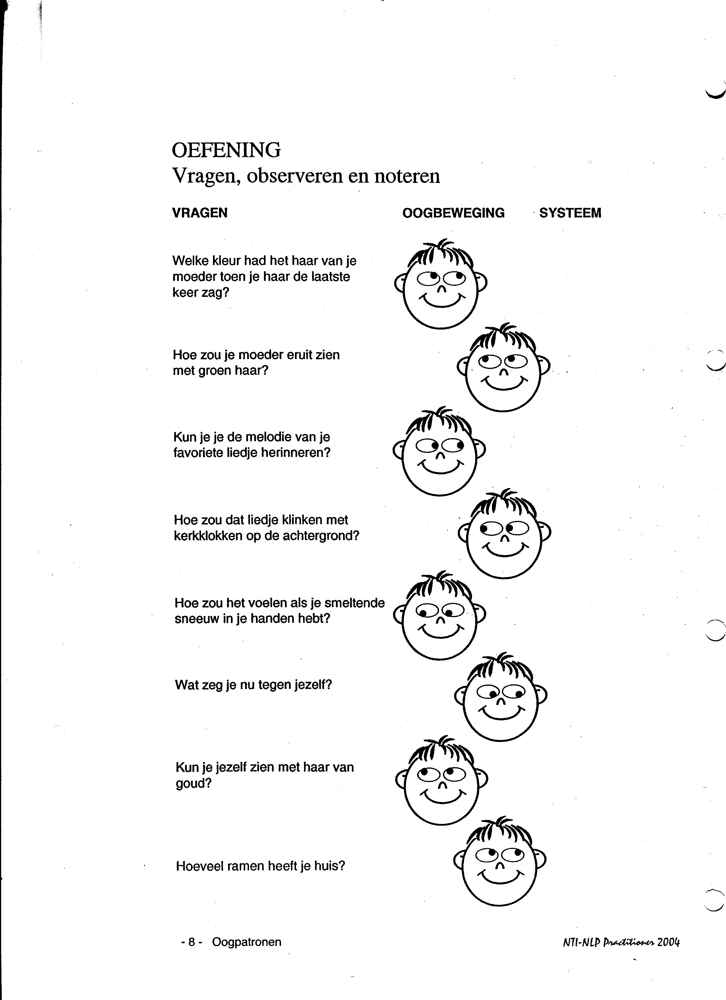 OEFENING
Vragen, observeren en noteren
VRAGEN OOGBEWEGING SYSTEEM
Welke kleur had het haar van je
moeder toen je haar de laatste
keer zag?
Hoe zou je moeder eruit zien
met groen haar?
Kun je je de melodie van je
favoriete liedje herinneren?
Hoe zou dat liedje klinken met
kerkklokken op de achtergrond?
Hoe zou het voelen als je smeltende
sneeuw in je handen hebt?
Wat zeg je nu tegen jezelf?
Kun je jezelf zien met haar van
goud?
Hoeveel ramen heeft je huis?
- 8 - Oogpatronen NTI-NLP Practitioner 2004